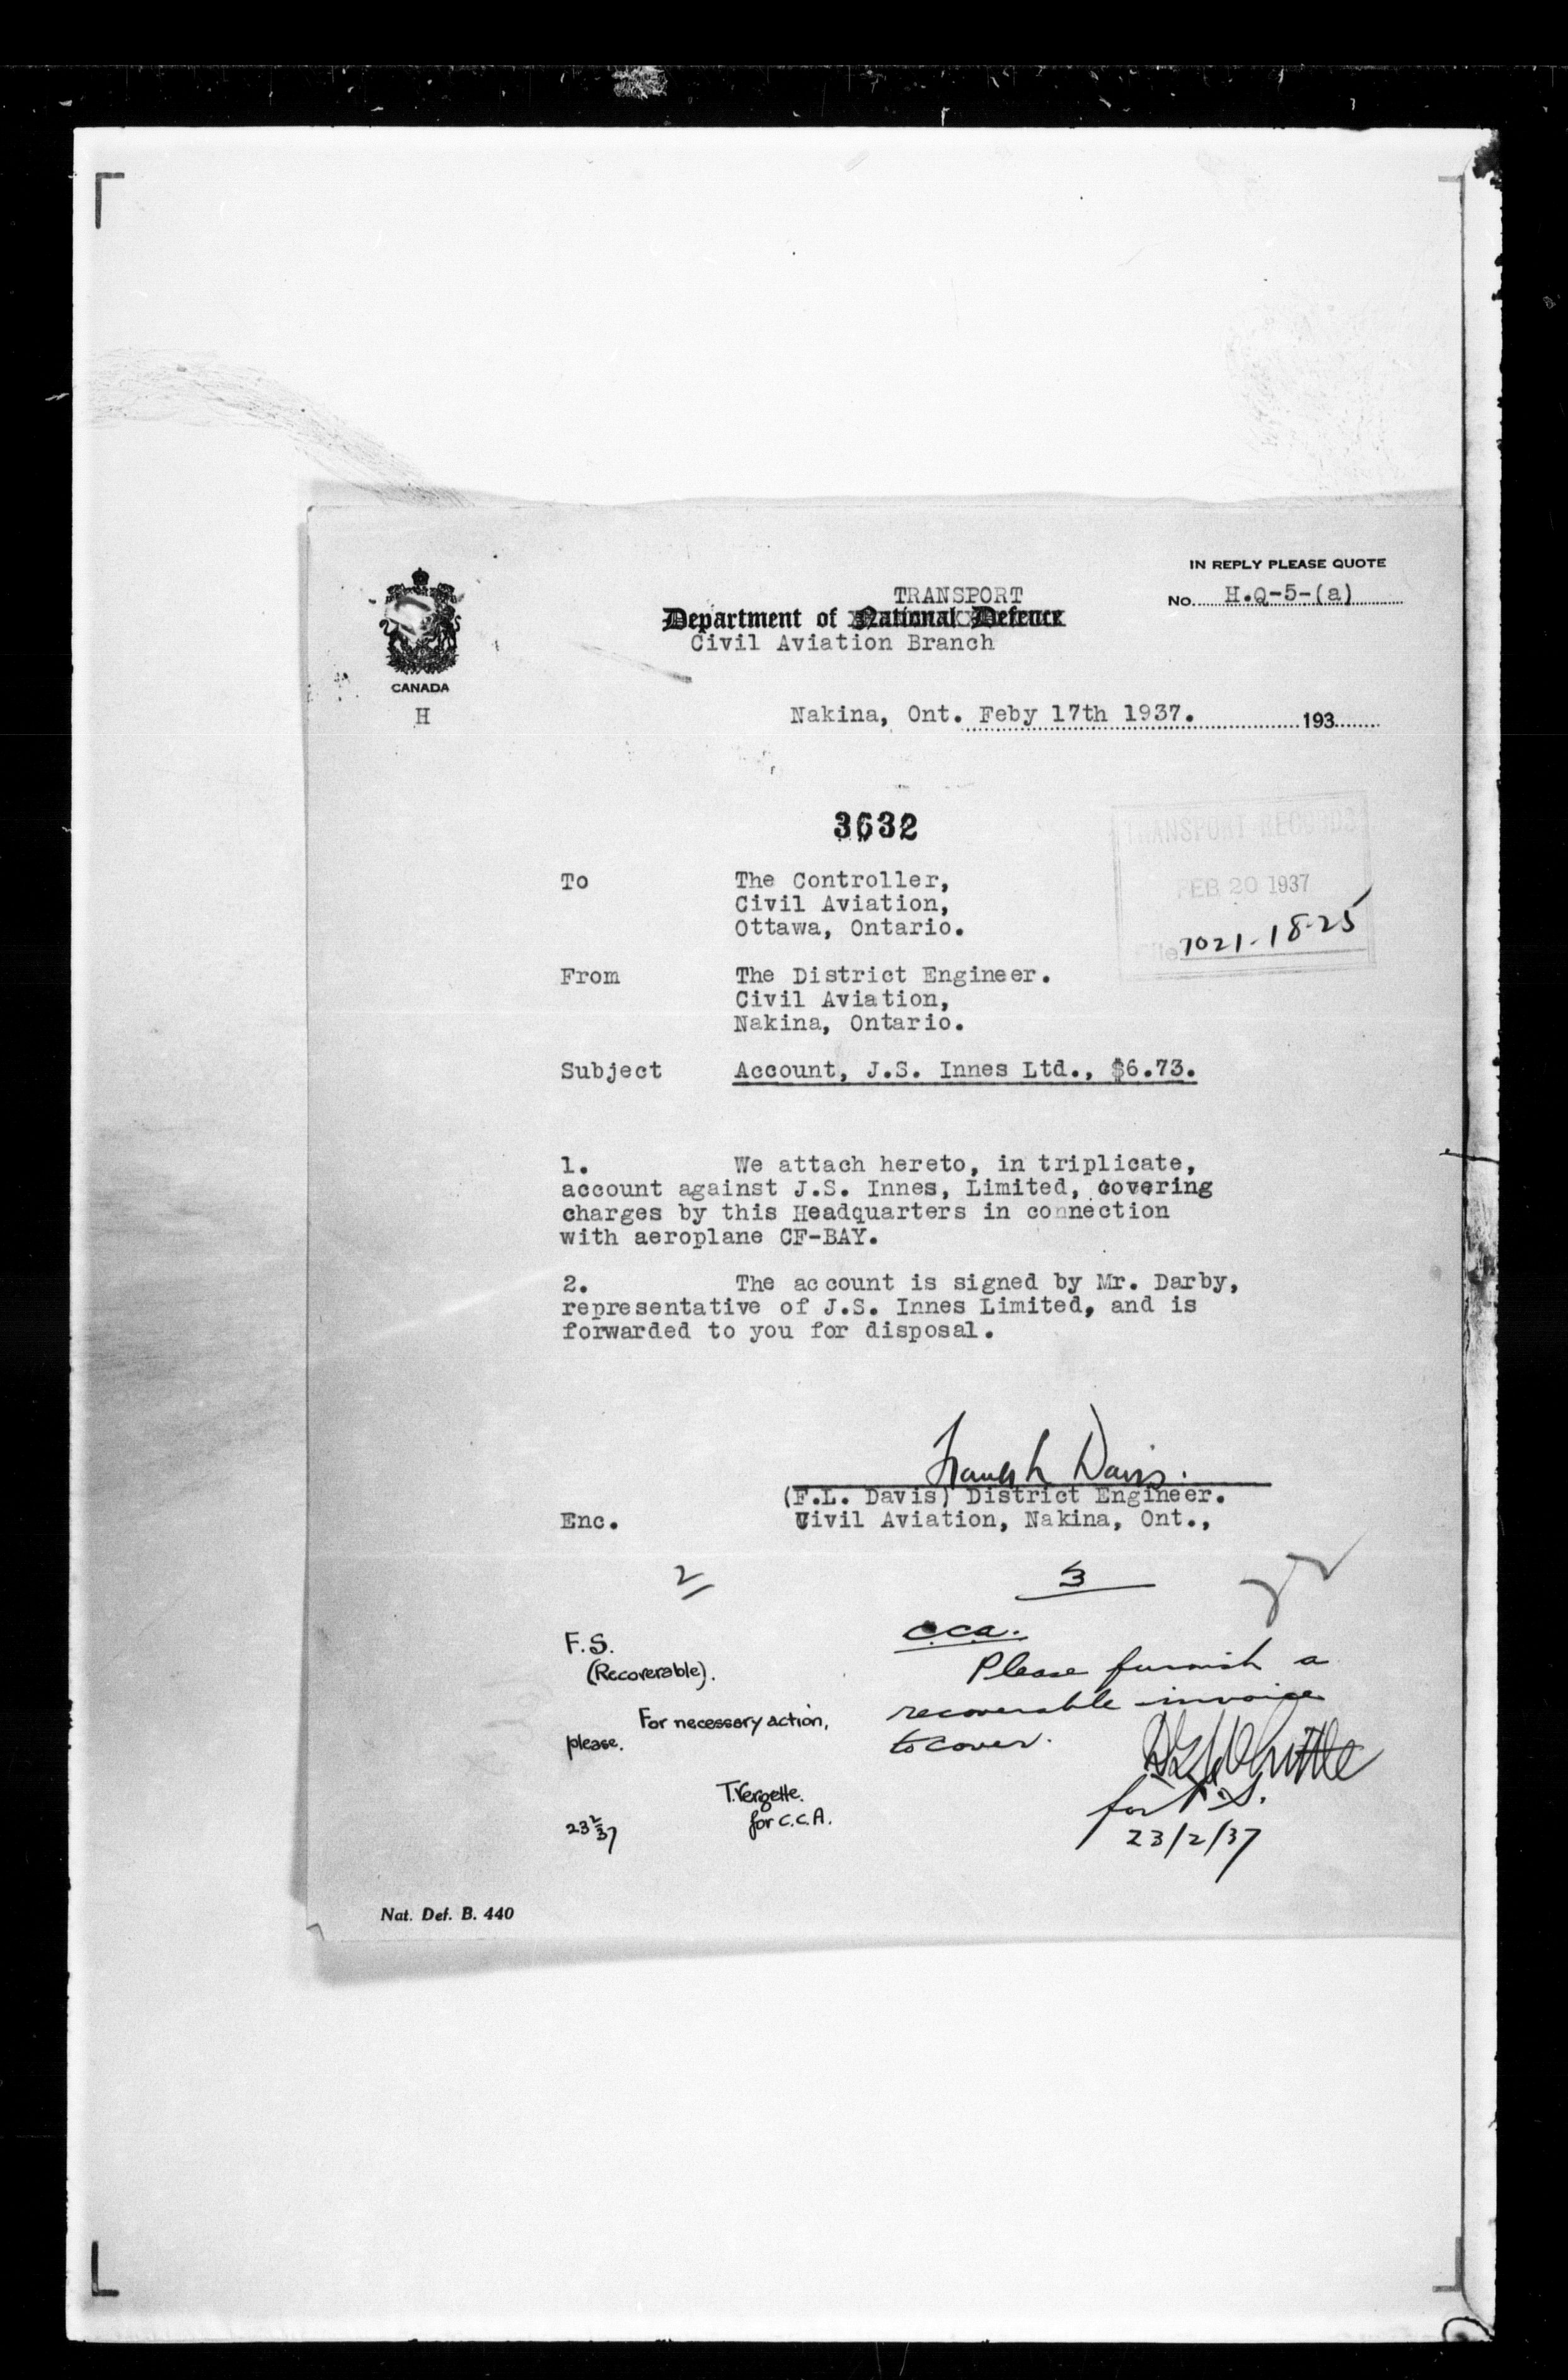 IN REPLY PLEASE QUOTE
No. H.Q-5-(a)
TRANSPORT
Department of National Defence
Civil Aviation Branch
CANADA
H
Nakina, Ont. Feby 17th 1937. 193
3632
TRANSPORT RECORDS
FEB 20 1937
File 7021-18-25
To The Controller,
Civil Aviation,
Ottawa, Ontario.
From The District Engineer.
Civil Aviation,
Nakina, Ontario.
Subject Account, J.S. Innes Ltd., $6.73.
1. We attach hereto, in triplicate,
account against J.S. Innes, Limited, covering
charges by this Headquarters in connection
with aeroplane CF-BAY.
2. The account is signed by Mr. Darby,
representative of J.S. Innes Limited, and is
forwarded to you for disposal.
Frank L Davis.
(F.L. Davis) District Engineer.
Enc. Civil Aviation, Nakina, Ont.,
2
F.S.
(Recoverable).
For necessary action,
please.
T.Vergette.
for C.C.A.
23 2/37
3
C.C.A.
Please furnish a
recoverable invoice
to cover.
for F.S.
23/2/37
Nat. Def. B. 440